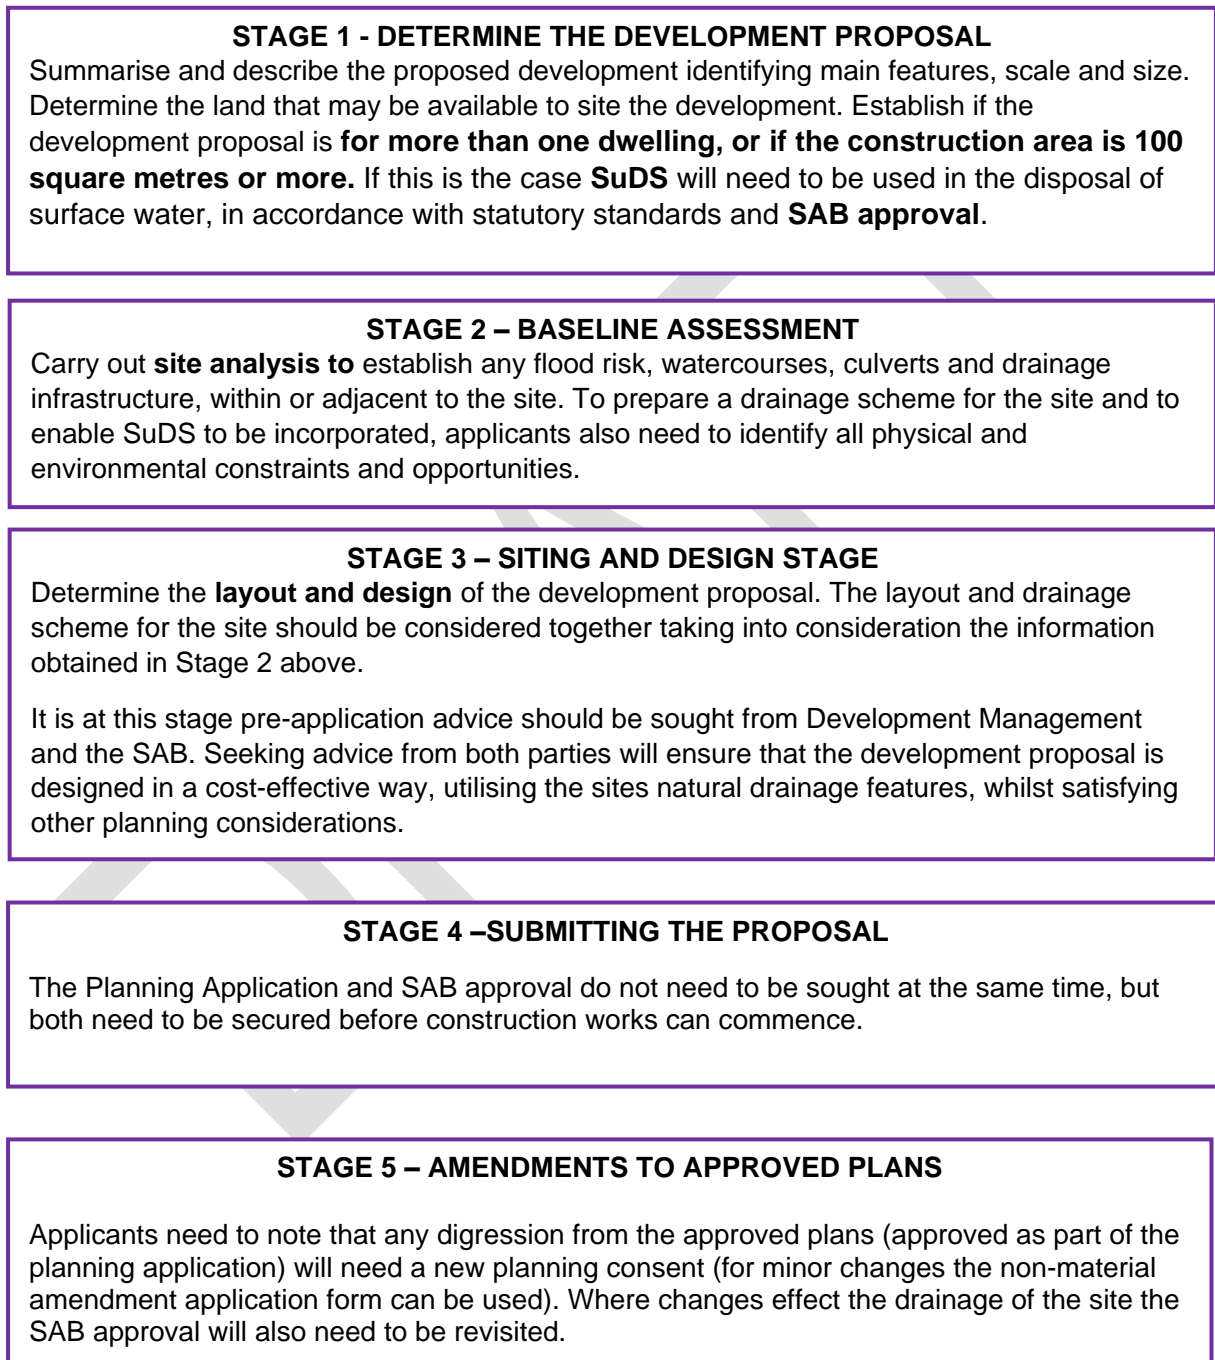 STAGE 1 - DETERMINE THE DEVELOPMENT PROPOSAL
Summarise and describe the proposed development identifying main features, scale and size.
Determine the land that may be available to site the development. Establish if the
development proposal is for more than one dwelling, or if the construction area is 100
square metres or more. If this is the case SuDS will need to be used in the disposal of
surface water, in accordance with statutory standards and SAB approval.
STAGE 2 – BASELINE ASSESSMENT
Carry out site analysis to establish any flood risk, watercourses, culverts and drainage
infrastructure, within or adjacent to the site. To prepare a drainage scheme for the site and to
enable SuDS to be incorporated, applicants also need to identify all physical and
environmental constraints and opportunities.
STAGE 3 – SITING AND DESIGN STAGE
Determine the layout and design of the development proposal. The layout and drainage
scheme for the site should be considered together taking into consideration the information
obtained in Stage 2 above.
It is at this stage pre-application advice should be sought from Development Management
and the SAB. Seeking advice from both parties will ensure that the development proposal is
designed in a cost-effective way, utilising the sites natural drainage features, whilst satisfying
other planning considerations.
STAGE 4 –SUBMITTING THE PROPOSAL
The Planning Application and SAB approval do not need to be sought at the same time, but
both need to be secured before construction works can commence.
STAGE 5 – AMENDMENTS TO APPROVED PLANS
Applicants need to note that any digression from the approved plans (approved as part of the
planning application) will need a new planning consent (for minor changes the non-material
amendment application form can be used). Where changes effect the drainage of the site the
SAB approval will also need to be revisited.